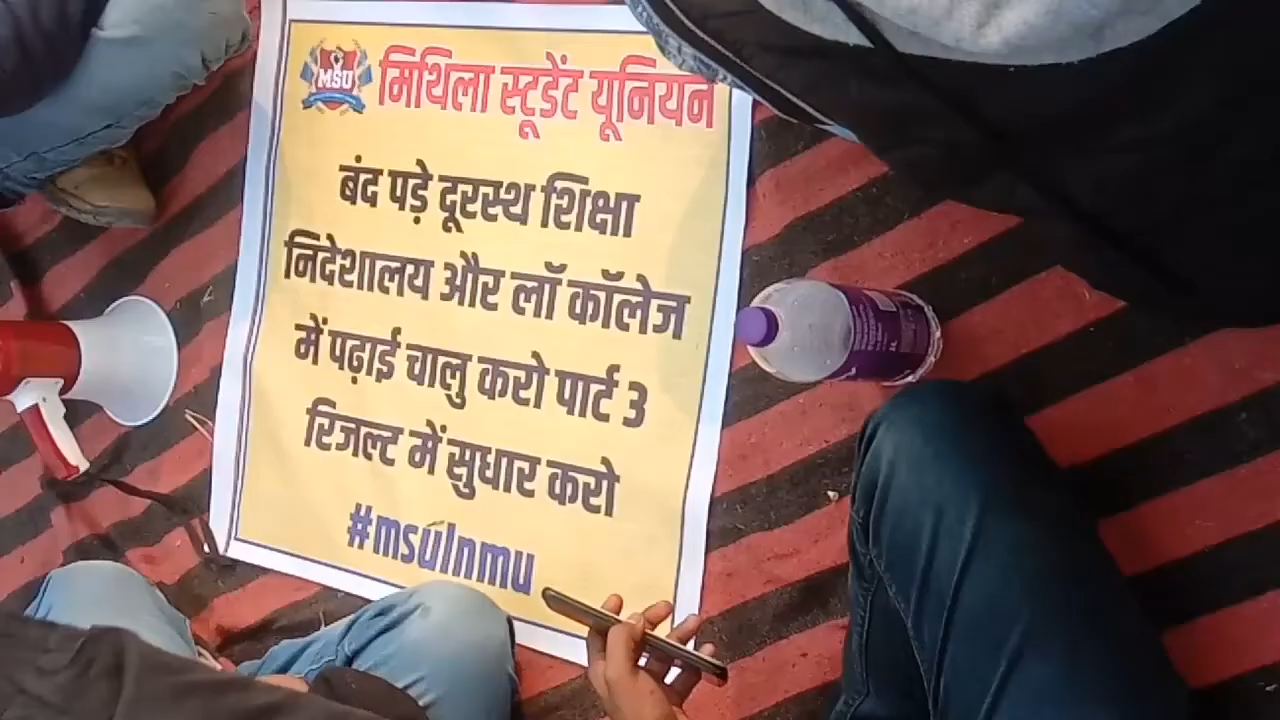 MSU
मिथिला स्टूडेंट यूनियन
बंद पड़े दूरस्थ शिक्षा
निदेशालय और लॉ कॉलेज
में पढ़ाई चालु करो पार्ट 3
रिजल्ट में सुधार करो
#msulnmu